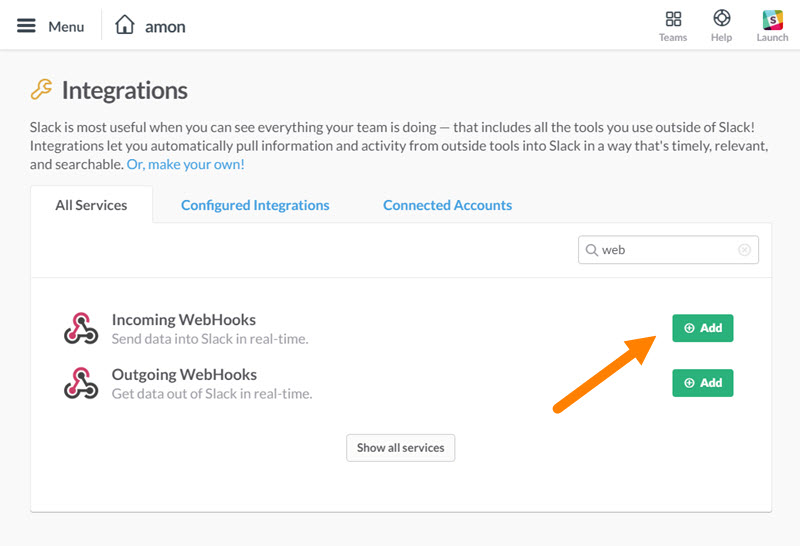 Menu
amon
Teams
Help
Launch
Integrations
Slack is most useful when you can see everything your team is doing — that includes all the tools you use outside of Slack!
Integrations let you automatically pull information and activity from outside tools into Slack in a way that's timely, relevant,
and searchable. Or, make your own!
All Services
Configured Integrations
Connected Accounts
web
Incoming WebHooks
Add
Send data into Slack in real-time.
Outgoing WebHooks
Add
Get data out of Slack in real-time.
Show all services